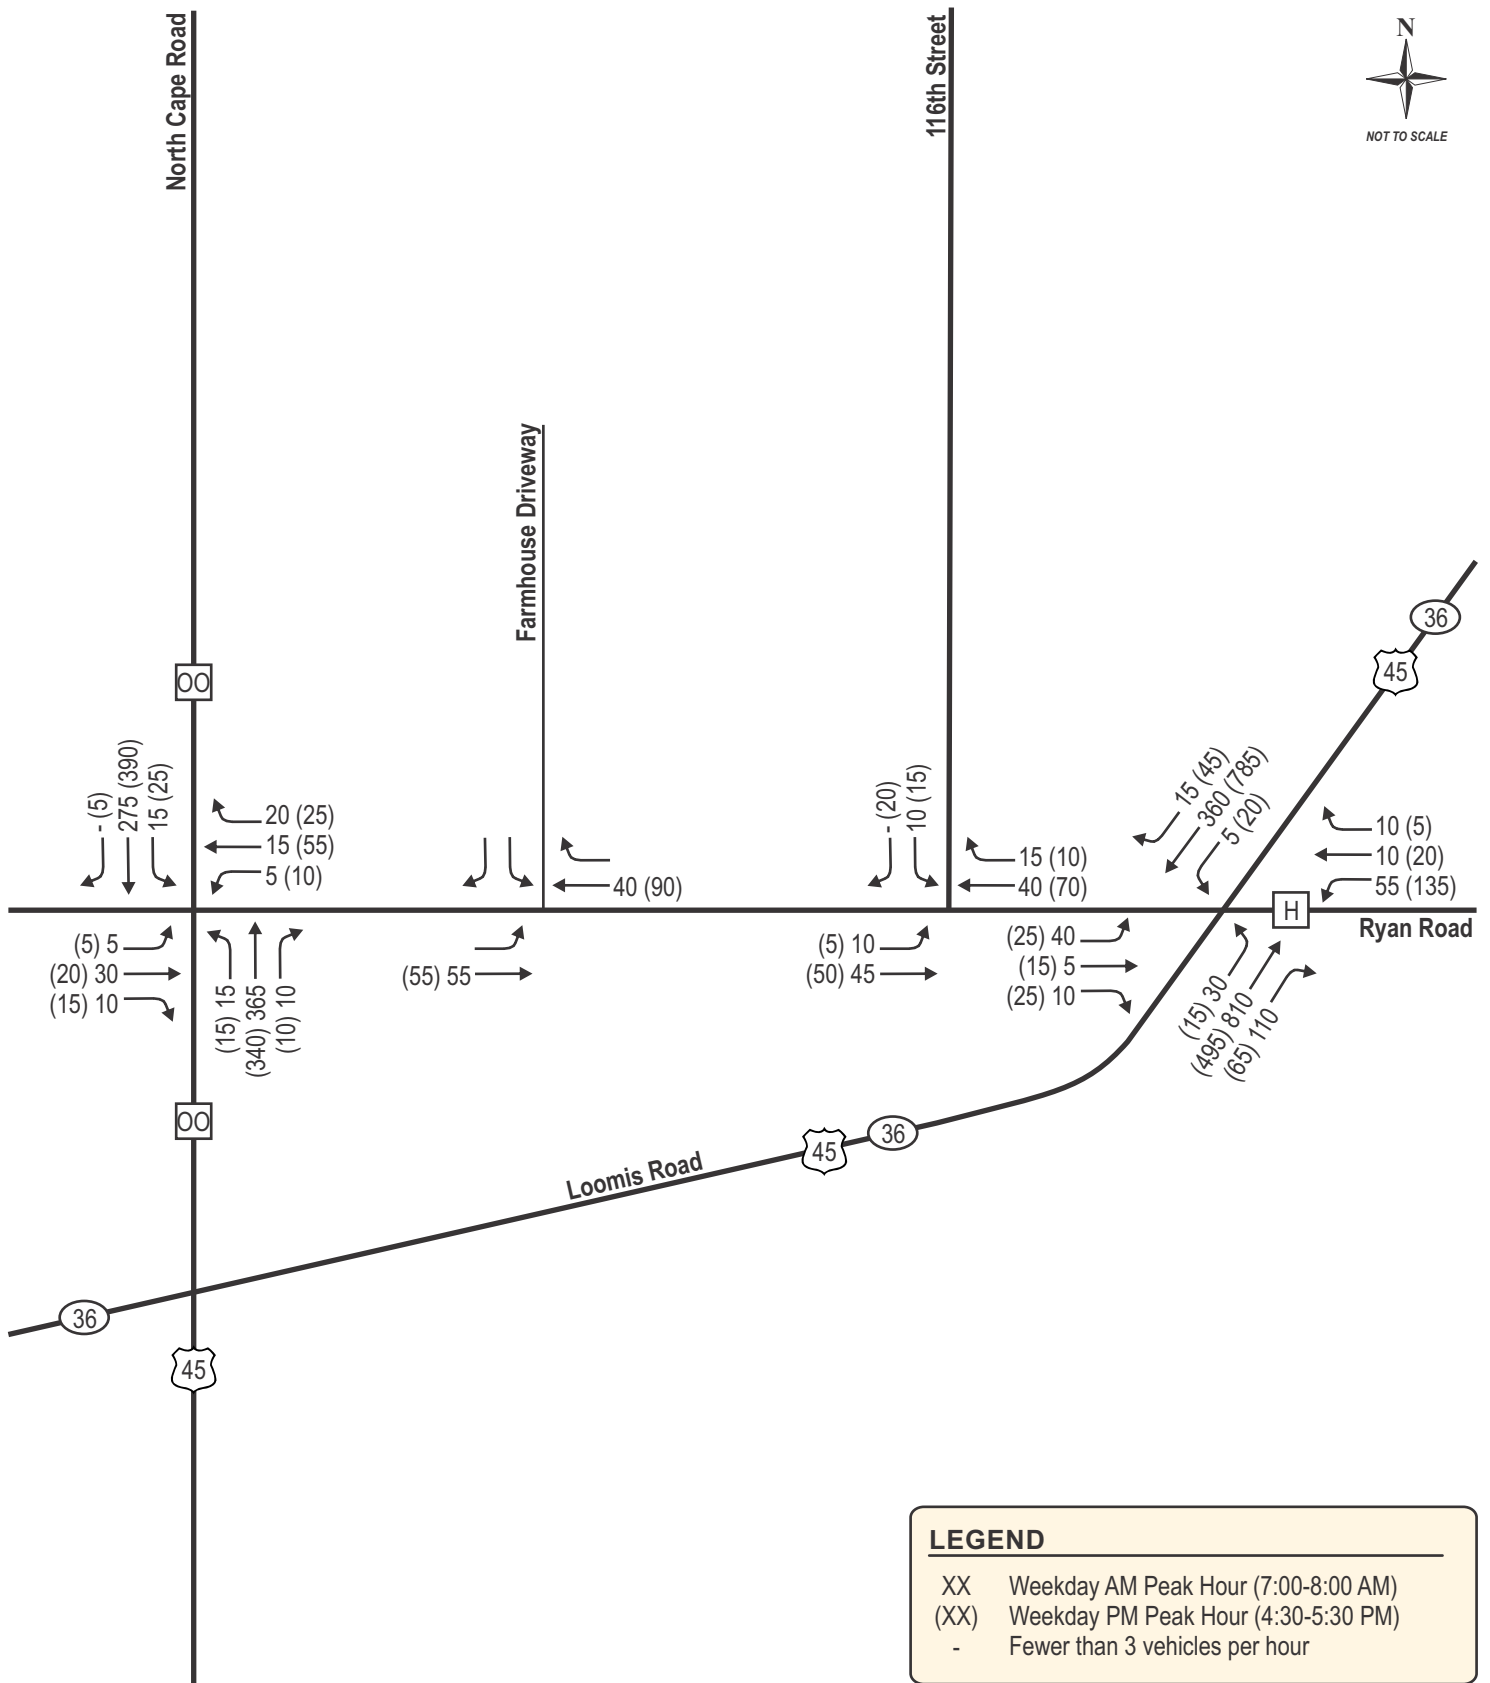 North Cape Road
116th Street
N
NOT TO SCALE
Farmhouse Driveway
36
45
OO
- (5)
275 (390)
15 (25)
20 (25)
15 (55)
5 (10)
40 (90)
- (20)
10 (15)
15 (10)
40 (70)
15 (45)
360 (785)
5 (20)
10 (5)
10 (20)
55 (135)
H
Ryan Road
(5) 5
(20) 30
(15) 10
(15) 15
(340) 365
(10) 10
(55) 55
(5) 10
(50) 45
(25) 40
(15) 5
(25) 10
(15) 30
(495) 810
(65) 110
OO
36
45
Loomis Road
36
45
LEGEND
XX Weekday AM Peak Hour (7:00-8:00 AM)
(XX) Weekday PM Peak Hour (4:30-5:30 PM)
- Fewer than 3 vehicles per hour